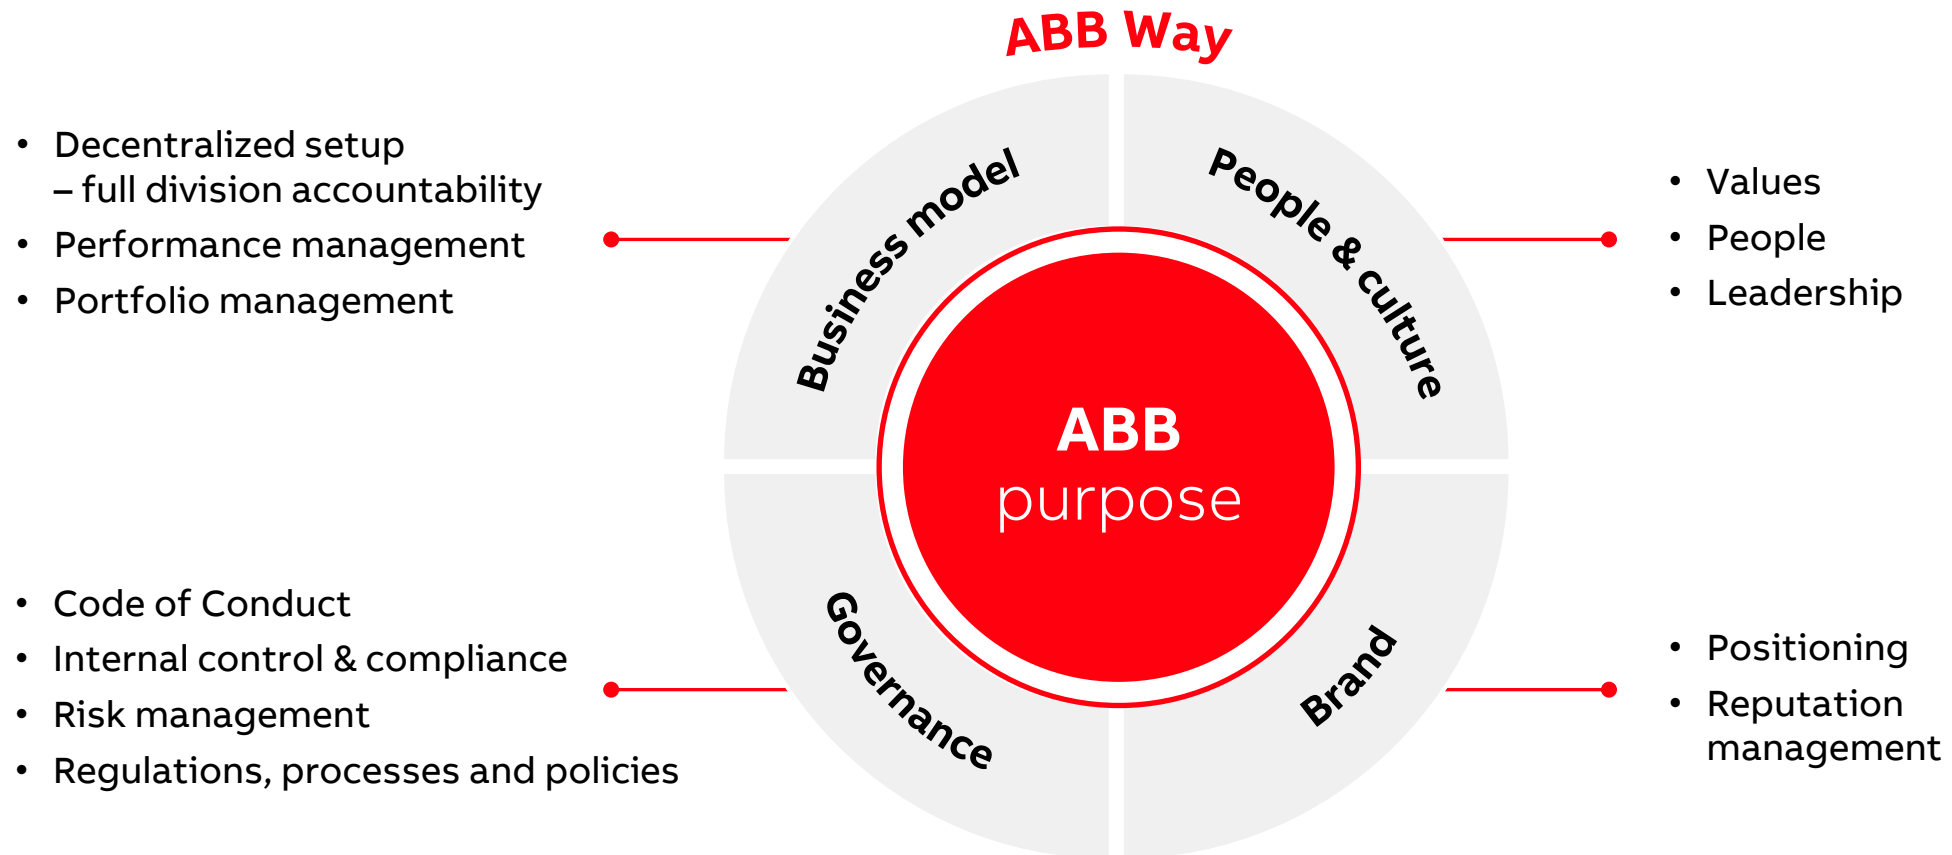 ABB Way
• Decentralized setup
– full division accountability
• Performance management
• Portfolio management
Business model
People & culture
• Values
• People
• Leadership
ABB
purpose
• Code of Conduct
• Internal control & compliance
• Risk management
• Regulations, processes and policies
Governance
Brand
• Positioning
• Reputation
management